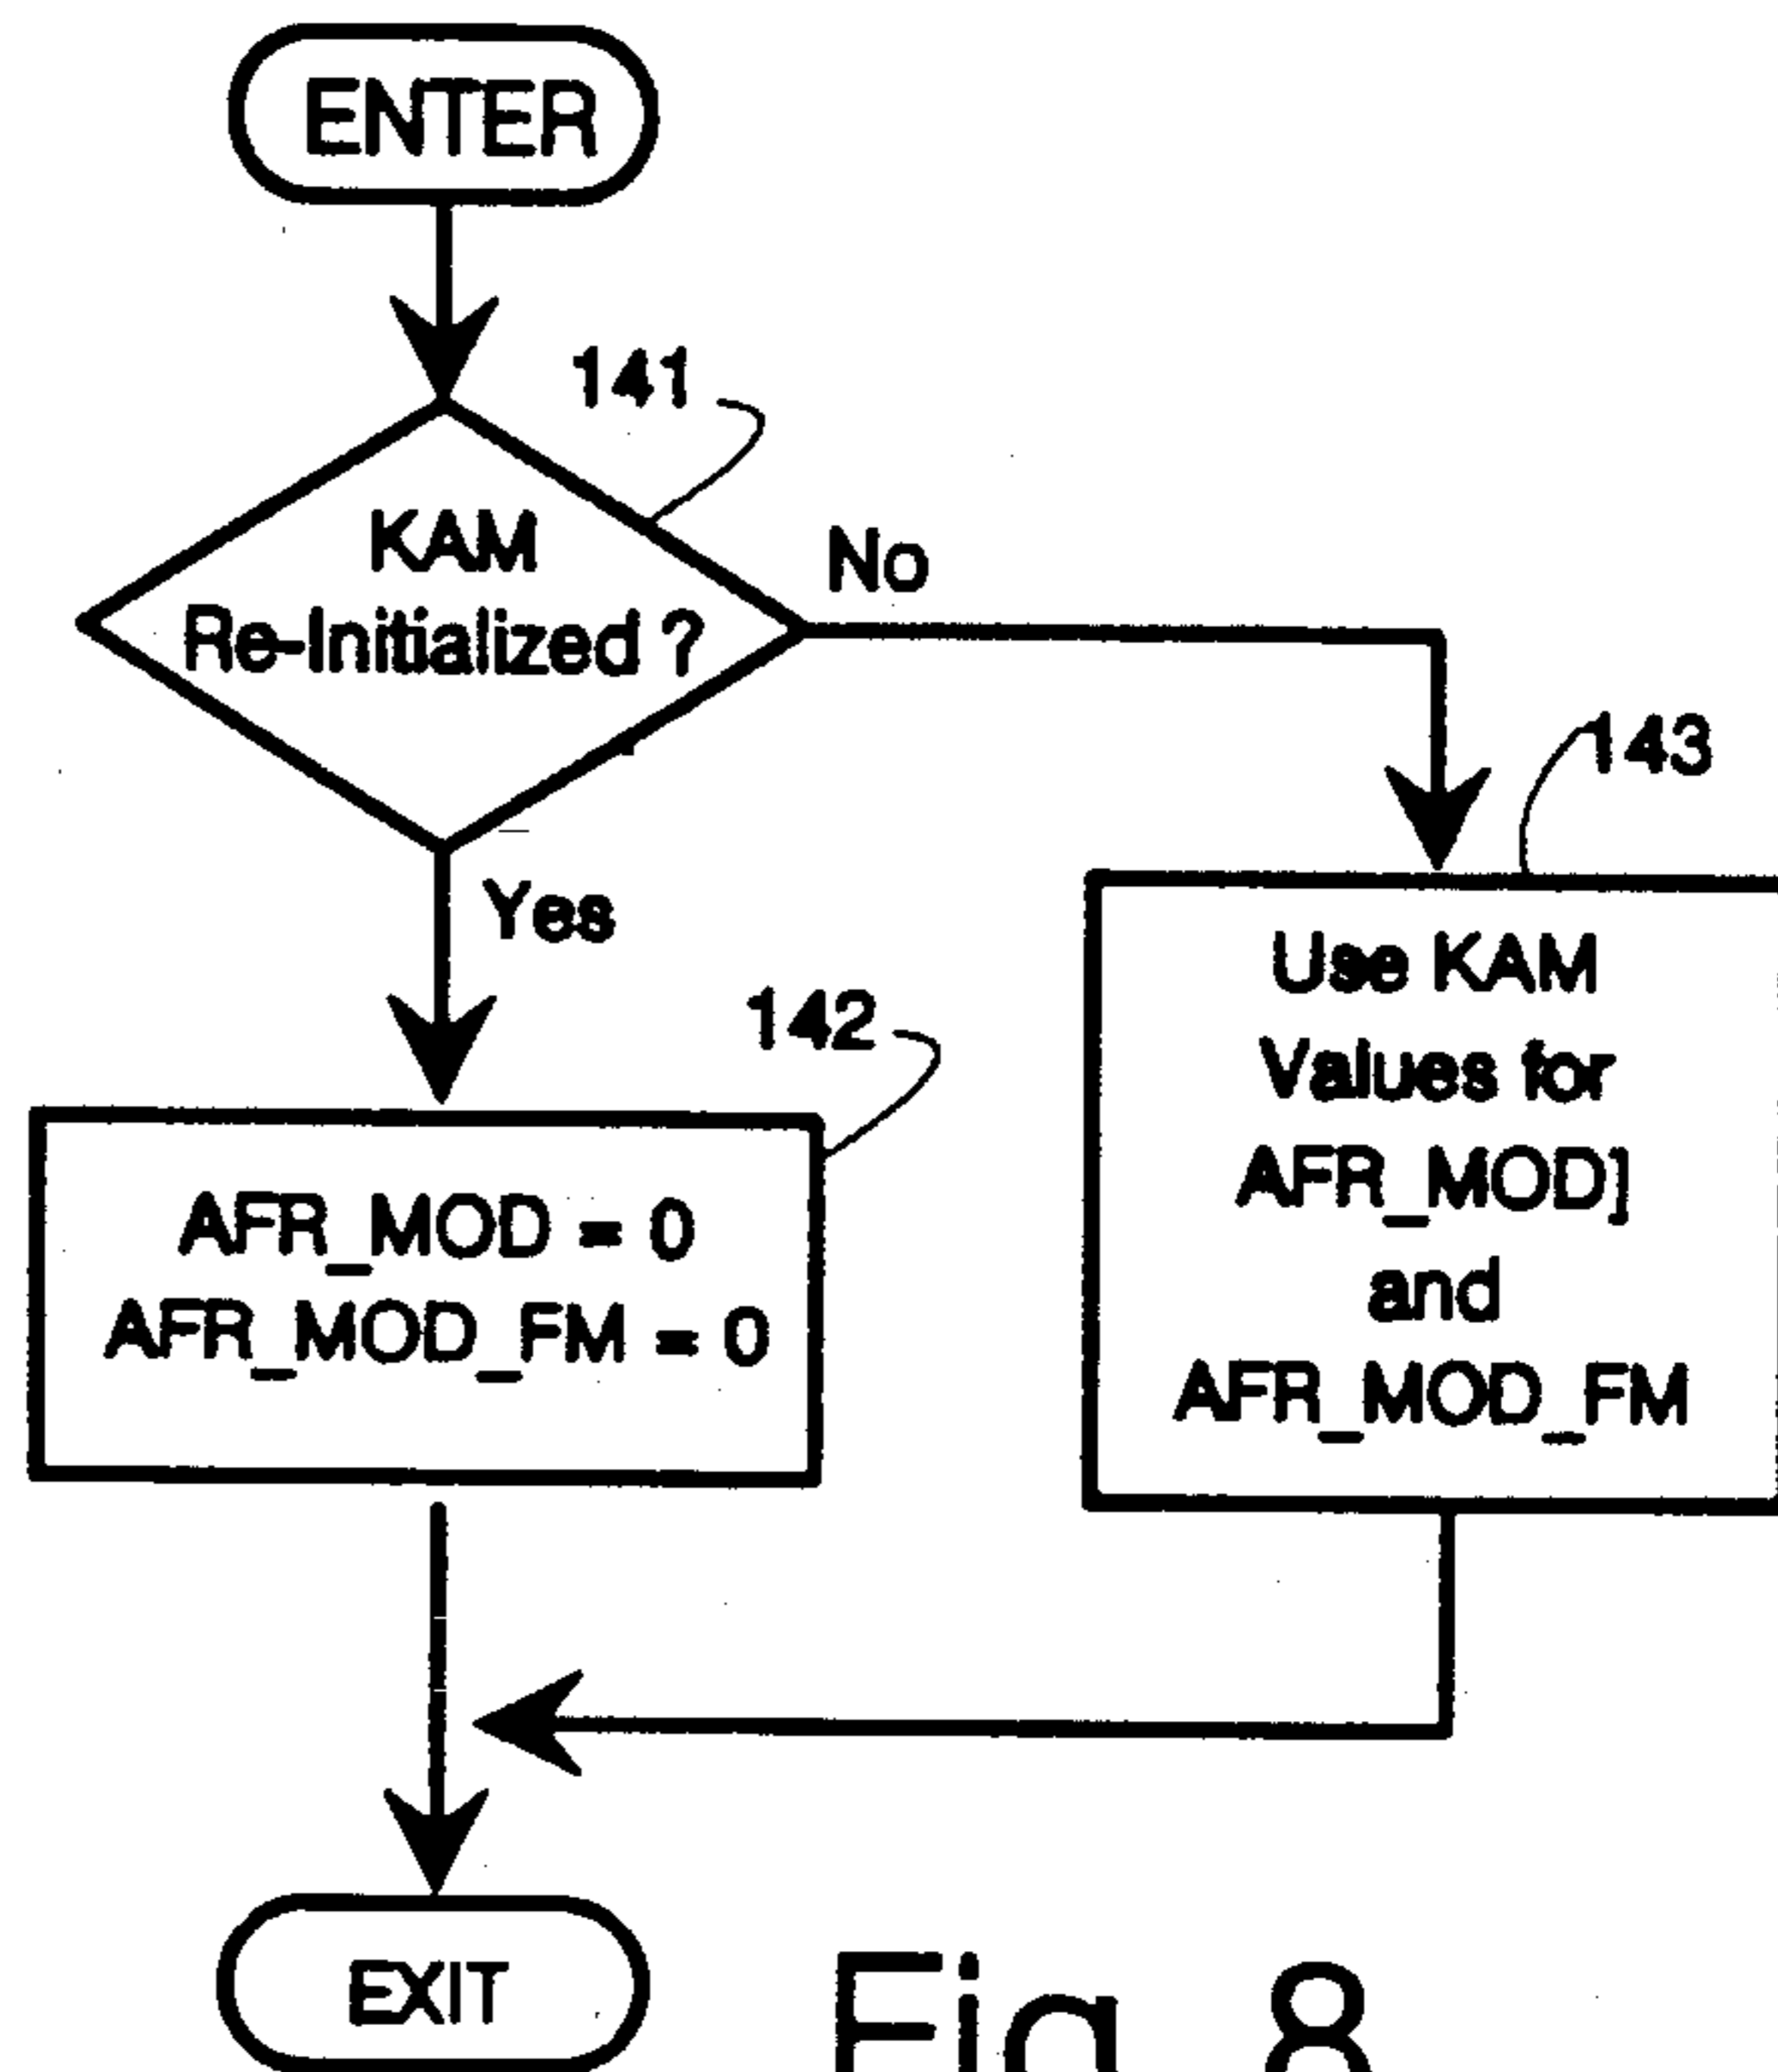 ENTER
141
KAM
Re-Initialized ?
No
Yes
143
Use KAM
Values for
AFR_MOD]
and
AFR_MOD_FM
142
AFR_MOD = 0
AFR_MOD_FM = 0
EXIT
Fig 8